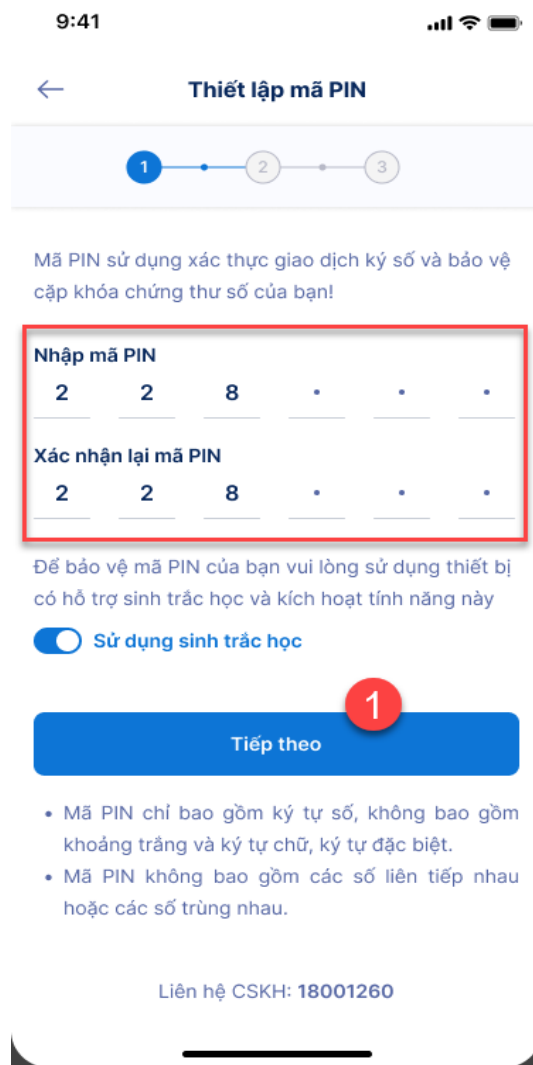 9:41
Thiết lập mã PIN
1 2 3
Mã PIN sử dụng xác thực giao dịch ký số và bảo vệ
cặp khóa chứng thư số của bạn!
Nhập mã PIN
2 2 8 • • •
Xác nhận lại mã PIN
2 2 8 • • •
Để bảo vệ mã PIN của bạn vui lòng sử dụng thiết bị
có hỗ trợ sinh trắc học và kích hoạt tính năng này
Sử dụng sinh trắc học
1
Tiếp theo
• Mã PIN chỉ bao gồm ký tự số, không bao gồm
khoảng trắng và ký tự chữ, ký tự đặc biệt.
• Mã PIN không bao gồm các số liên tiếp nhau
hoặc các số trùng nhau.
Liên hệ CSKH: 18001260